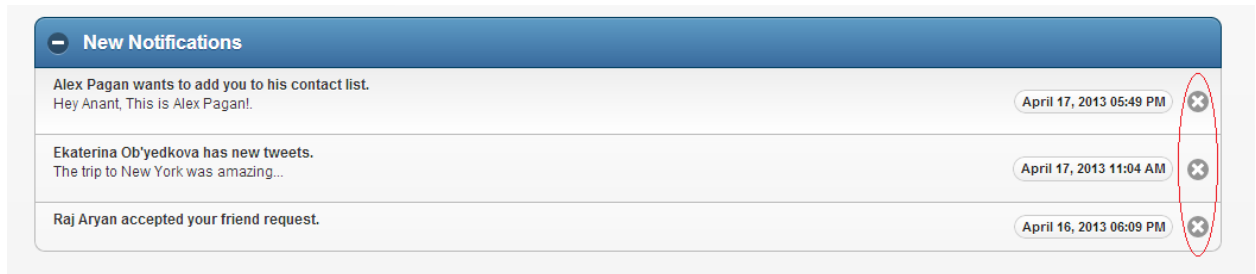 New Notifications
Alex Pagan wants to add you to his contact list.
Hey Anant, This is Alex Pagan!.
April 17, 2013 05:49 PM
Ekaterina Ob'yedkova has new tweets.
The trip to New York was amazing...
April 17, 2013 11:04 AM
Raj Aryan accepted your friend request.
April 16, 2013 06:09 PM